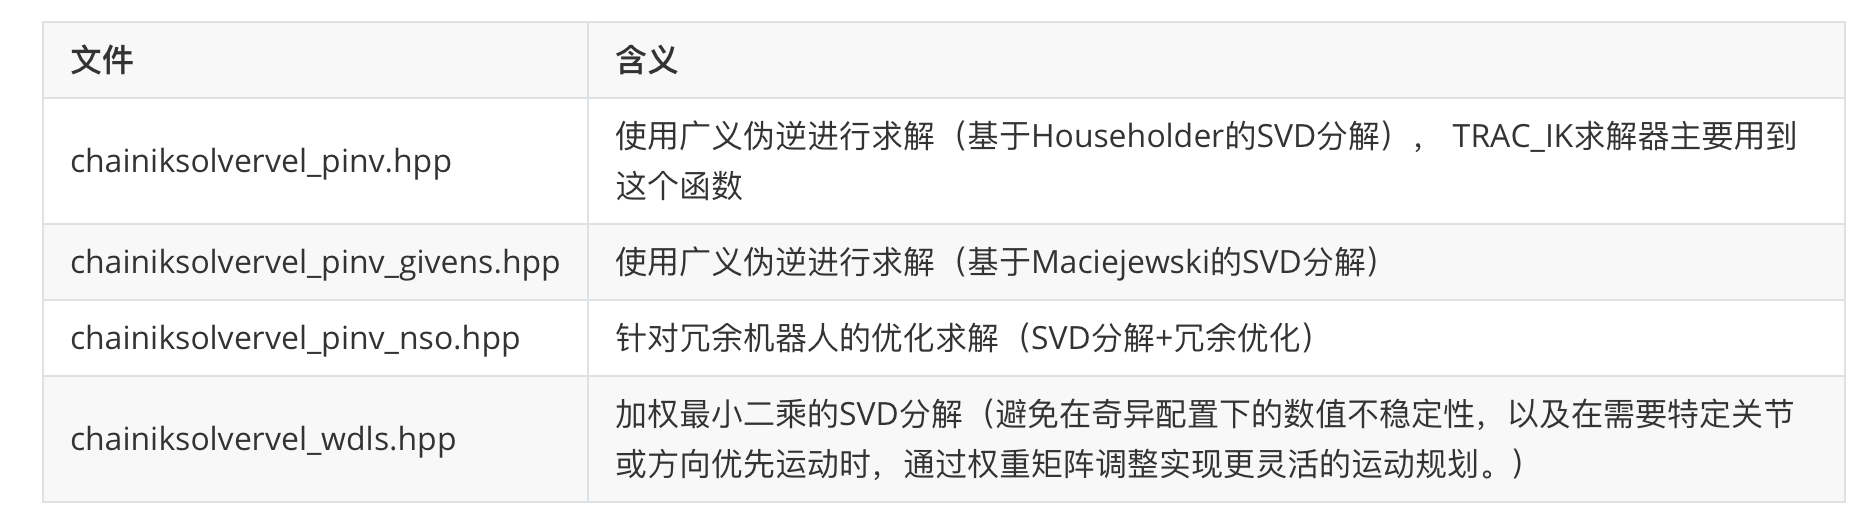 文件
含义
chainiksolvervel_pinv.hpp
使用广义伪逆进行求解（基于Householder的SVD分解）， TRAC_IK求解器主要用到
这个函数
chainiksolvervel_pinv_givens.hpp
使用广义伪逆进行求解（基于Maciejewski的SVD分解）
chainiksolvervel_pinv_nso.hpp
针对冗余机器人的优化求解（SVD分解+冗余优化）
chainiksolvervel_wdls.hpp
加权最小二乘的SVD分解（避免在奇异配置下的数值不稳定性，以及在需要特定关节
或方向优先运动时，通过权重矩阵调整实现更灵活的运动规划。）